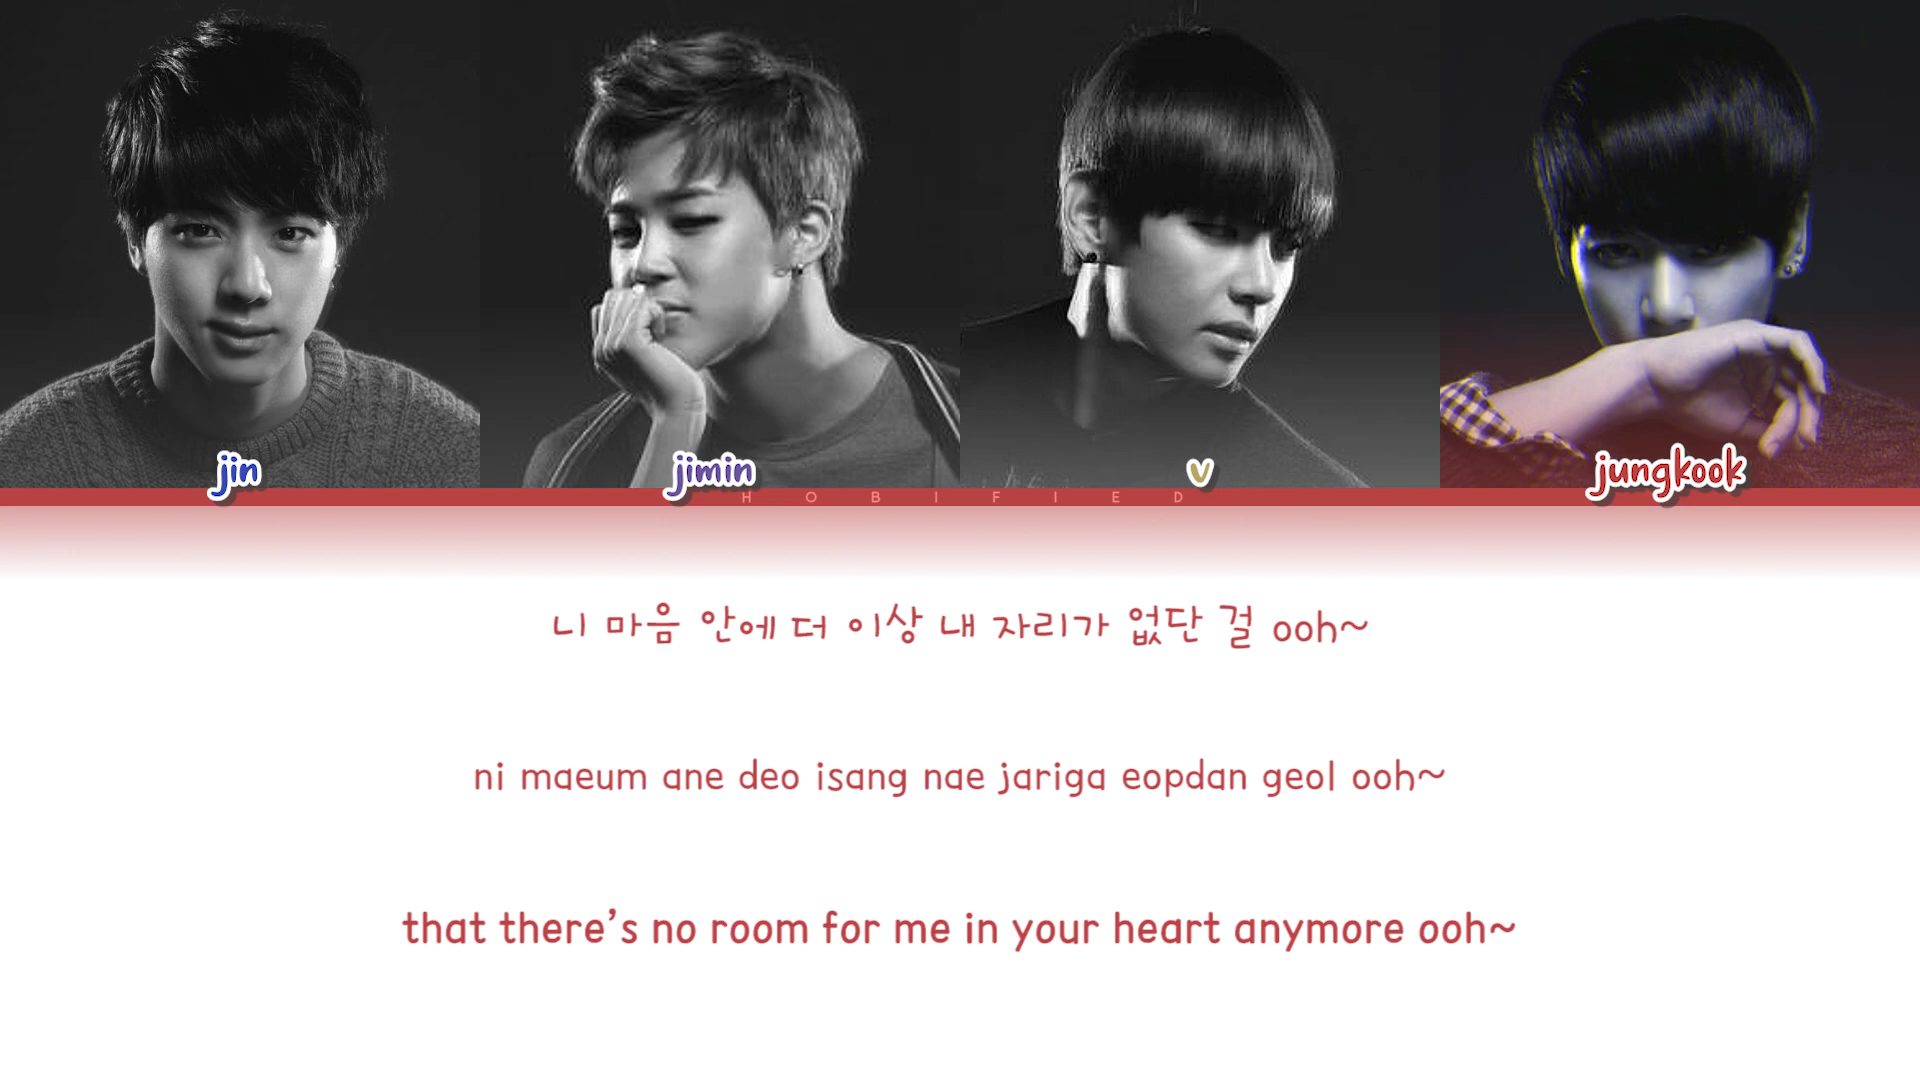 jin
jimin
v
jungkook
HOBIFIED
니 마음 안에 더 이상 내 자리가 없단 걸 ooh~
ni maeum ane deo isang nae jariga eopdan geol ooh~
that there's no room for me in your heart anymore ooh~